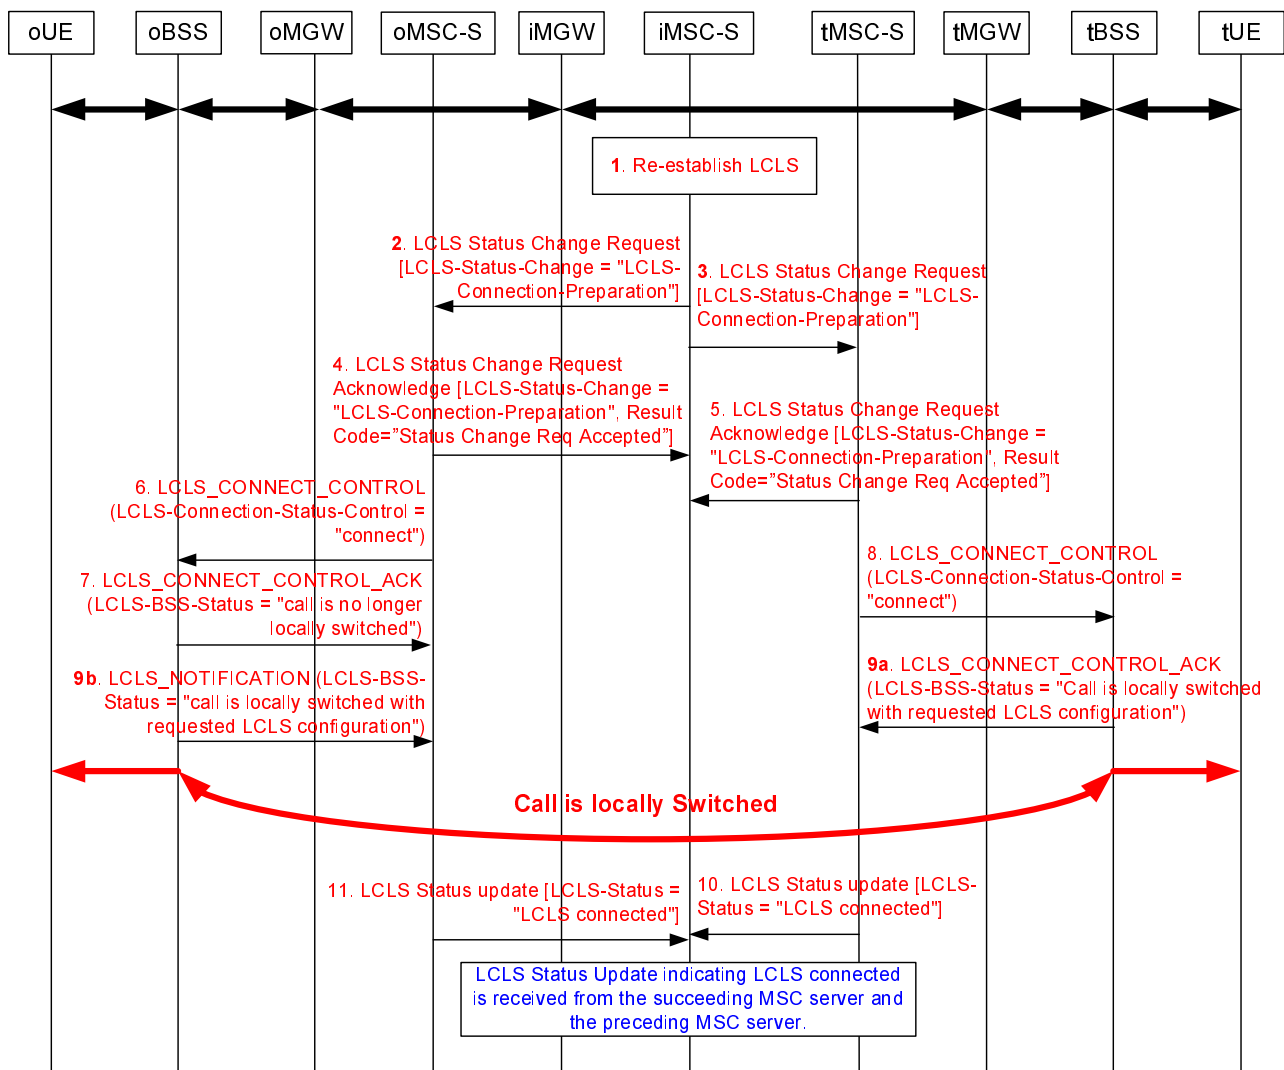 oUE
oBSS
oMGW
oMSC-S
iMGW
iMSC-S
tMSC-S
tMGW
tBSS
tUE
1. Re-establish LCLS
2. LCLS Status Change Request
[LCLS-Status-Change = "LCLS-
Connection-Preparation"]
3. LCLS Status Change Request
[LCLS-Status-Change = "LCLS-
Connection-Preparation"]
4. LCLS Status Change Request
Acknowledge [LCLS-Status-Change =
"LCLS-Connection-Preparation", Result
Code=”Status Change Req Accepted”]
5. LCLS Status Change Request
Acknowledge [LCLS-Status-Change =
"LCLS-Connection-Preparation", Result
Code=”Status Change Req Accepted”]
6. LCLS_CONNECT_CONTROL
(LCLS-Connection-Status-Control =
"connect")
7. LCLS_CONNECT_CONTROL_ACK
(LCLS-BSS-Status = "call is no longer
locally switched")
8. LCLS_CONNECT_CONTROL
(LCLS-Connection-Status-Control =
"connect")
9b. LCLS_NOTIFICATION (LCLS-BSS-
Status = "call is locally switched with
requested LCLS configuration")
9a. LCLS_CONNECT_CONTROL_ACK
(LCLS-BSS-Status = "Call is locally switched
with requested LCLS configuration")
Call is locally Switched
11. LCLS Status update [LCLS-Status =
"LCLS connected"]
10. LCLS Status update [LCLS-
Status = "LCLS connected"]
LCLS Status Update indicating LCLS connected
is received from the succeeding MSC server and
the preceding MSC server.